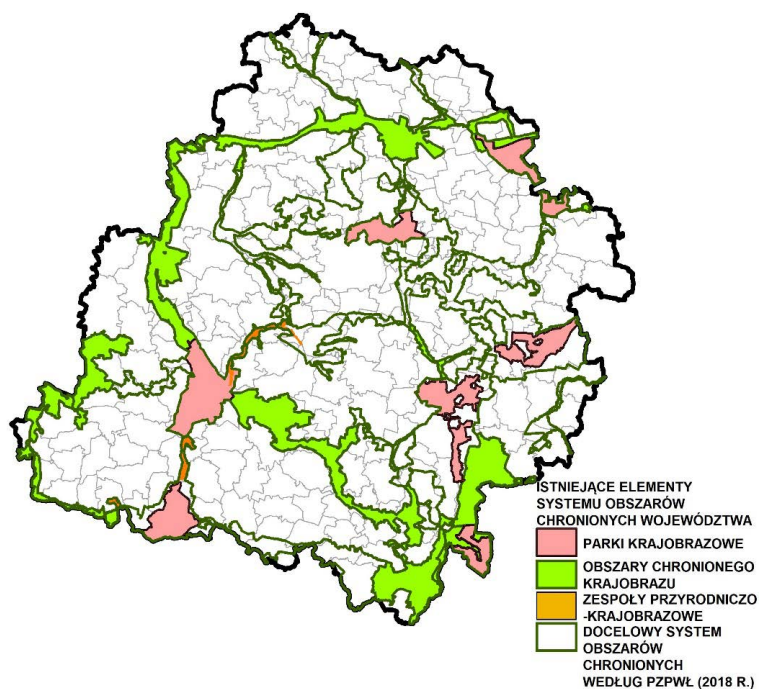 ISTNIEJĄCE ELEMENTY
SYSTEMU OBSZARÓW
CHRONIONYCH WOJEWÓDZTWA
PARKI KRAJOBRAZOWE
OBSZARY CHRONIONEGO
KRAJOBRAZU
ZESPOŁY PRZYRODNICZO
-KRAJOBRAZOWE
DOCELOWY SYSTEM
OBSZARÓW
CHRONIONYCH
WEDŁUG PZPWŁ (2018 R.)